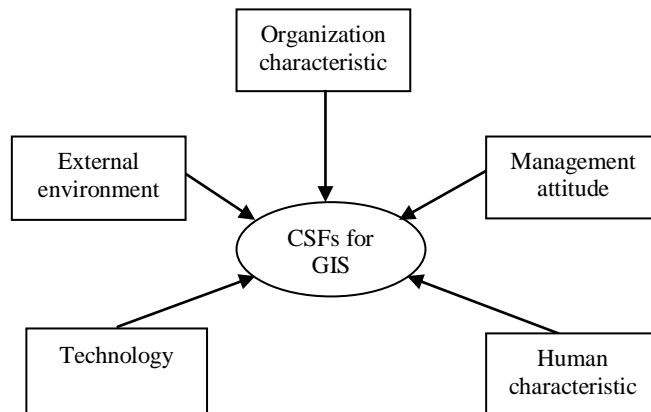 Organization
characteristic
External
environment
Management
attitude
CSFs for
GIS
Technology
Human
characteristic